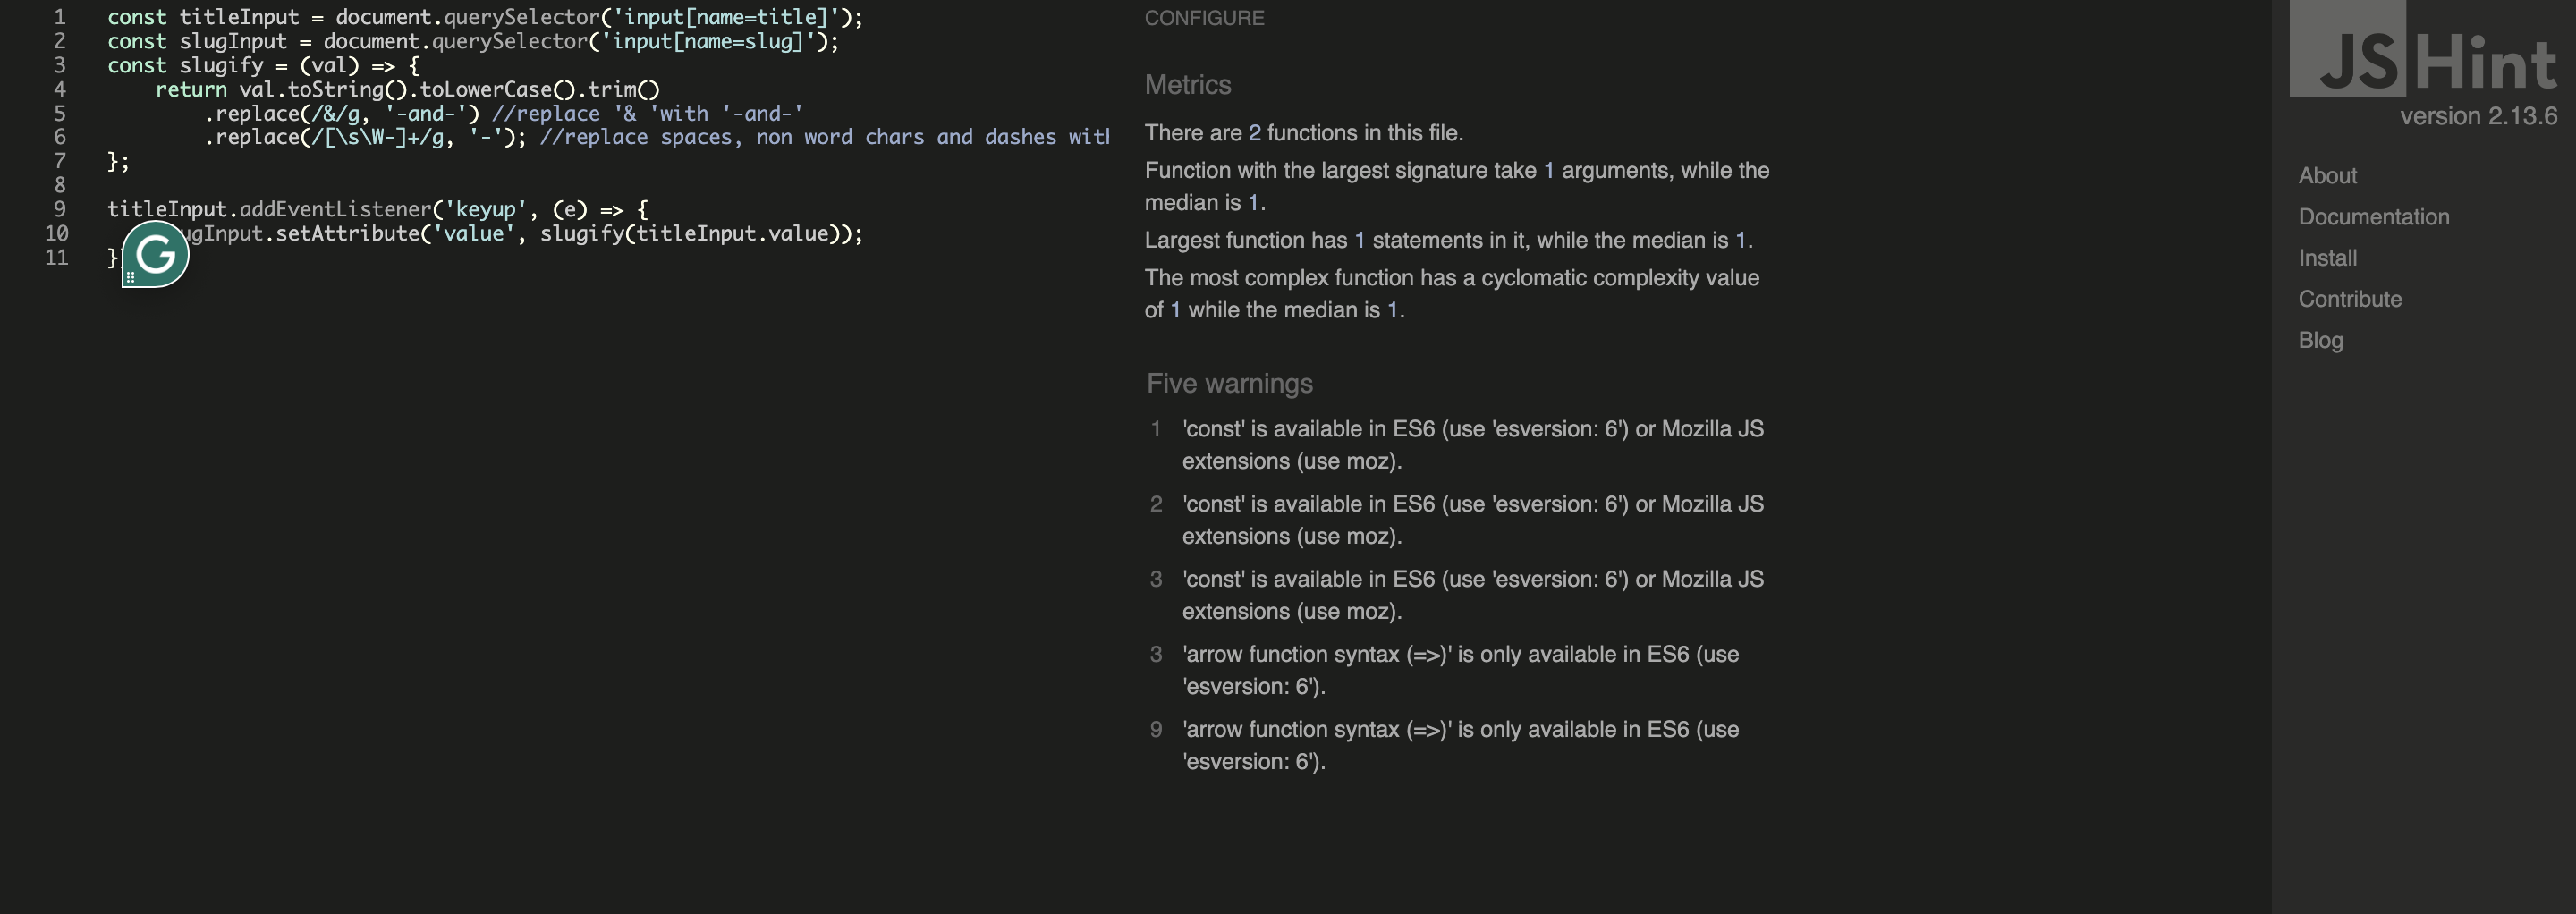 1 const titleInput = document.querySelector('input[name=title]');
2 const slugInput = document.querySelector('input[name=slug]');
3 const slugify = (val) => {
4 return val.toString().toLowerCase().trim()
5 .replace(/&/g, '-and-') //replace '& 'with '-and-'
6 .replace(/[\s\W-]+/g, '-'); //replace spaces, non word chars and dashes
7 };
8
9 titleInput.addEventListener('keyup', (e) => {
10 ugInput.setAttribute('value', slugify(titleInput.value));
11 }
G
CONFIGURE
Metrics
There are 2 functions in this file.
Function with the largest signature take 1 arguments, while the
median is 1.
Largest function has 1 statements in it, while the median is 1.
The most complex function has a cyclomatic complexity value
of 1 while the median is 1.
Five warnings
1 'const' is available in ES6 (use 'esversion: 6') or Mozilla JS
extensions (use moz).
2 'const' is available in ES6 (use 'esversion: 6') or Mozilla JS
extensions (use moz).
3 'const' is available in ES6 (use 'esversion: 6') or Mozilla JS
extensions (use moz).
3 'arrow function syntax (=>)' is only available in ES6 (use
'esversion: 6').
9 'arrow function syntax (=>)' is only available in ES6 (use
'esversion: 6').
JSHint
version 2.13.6
About
Documentation
Install
Contribute
Blog